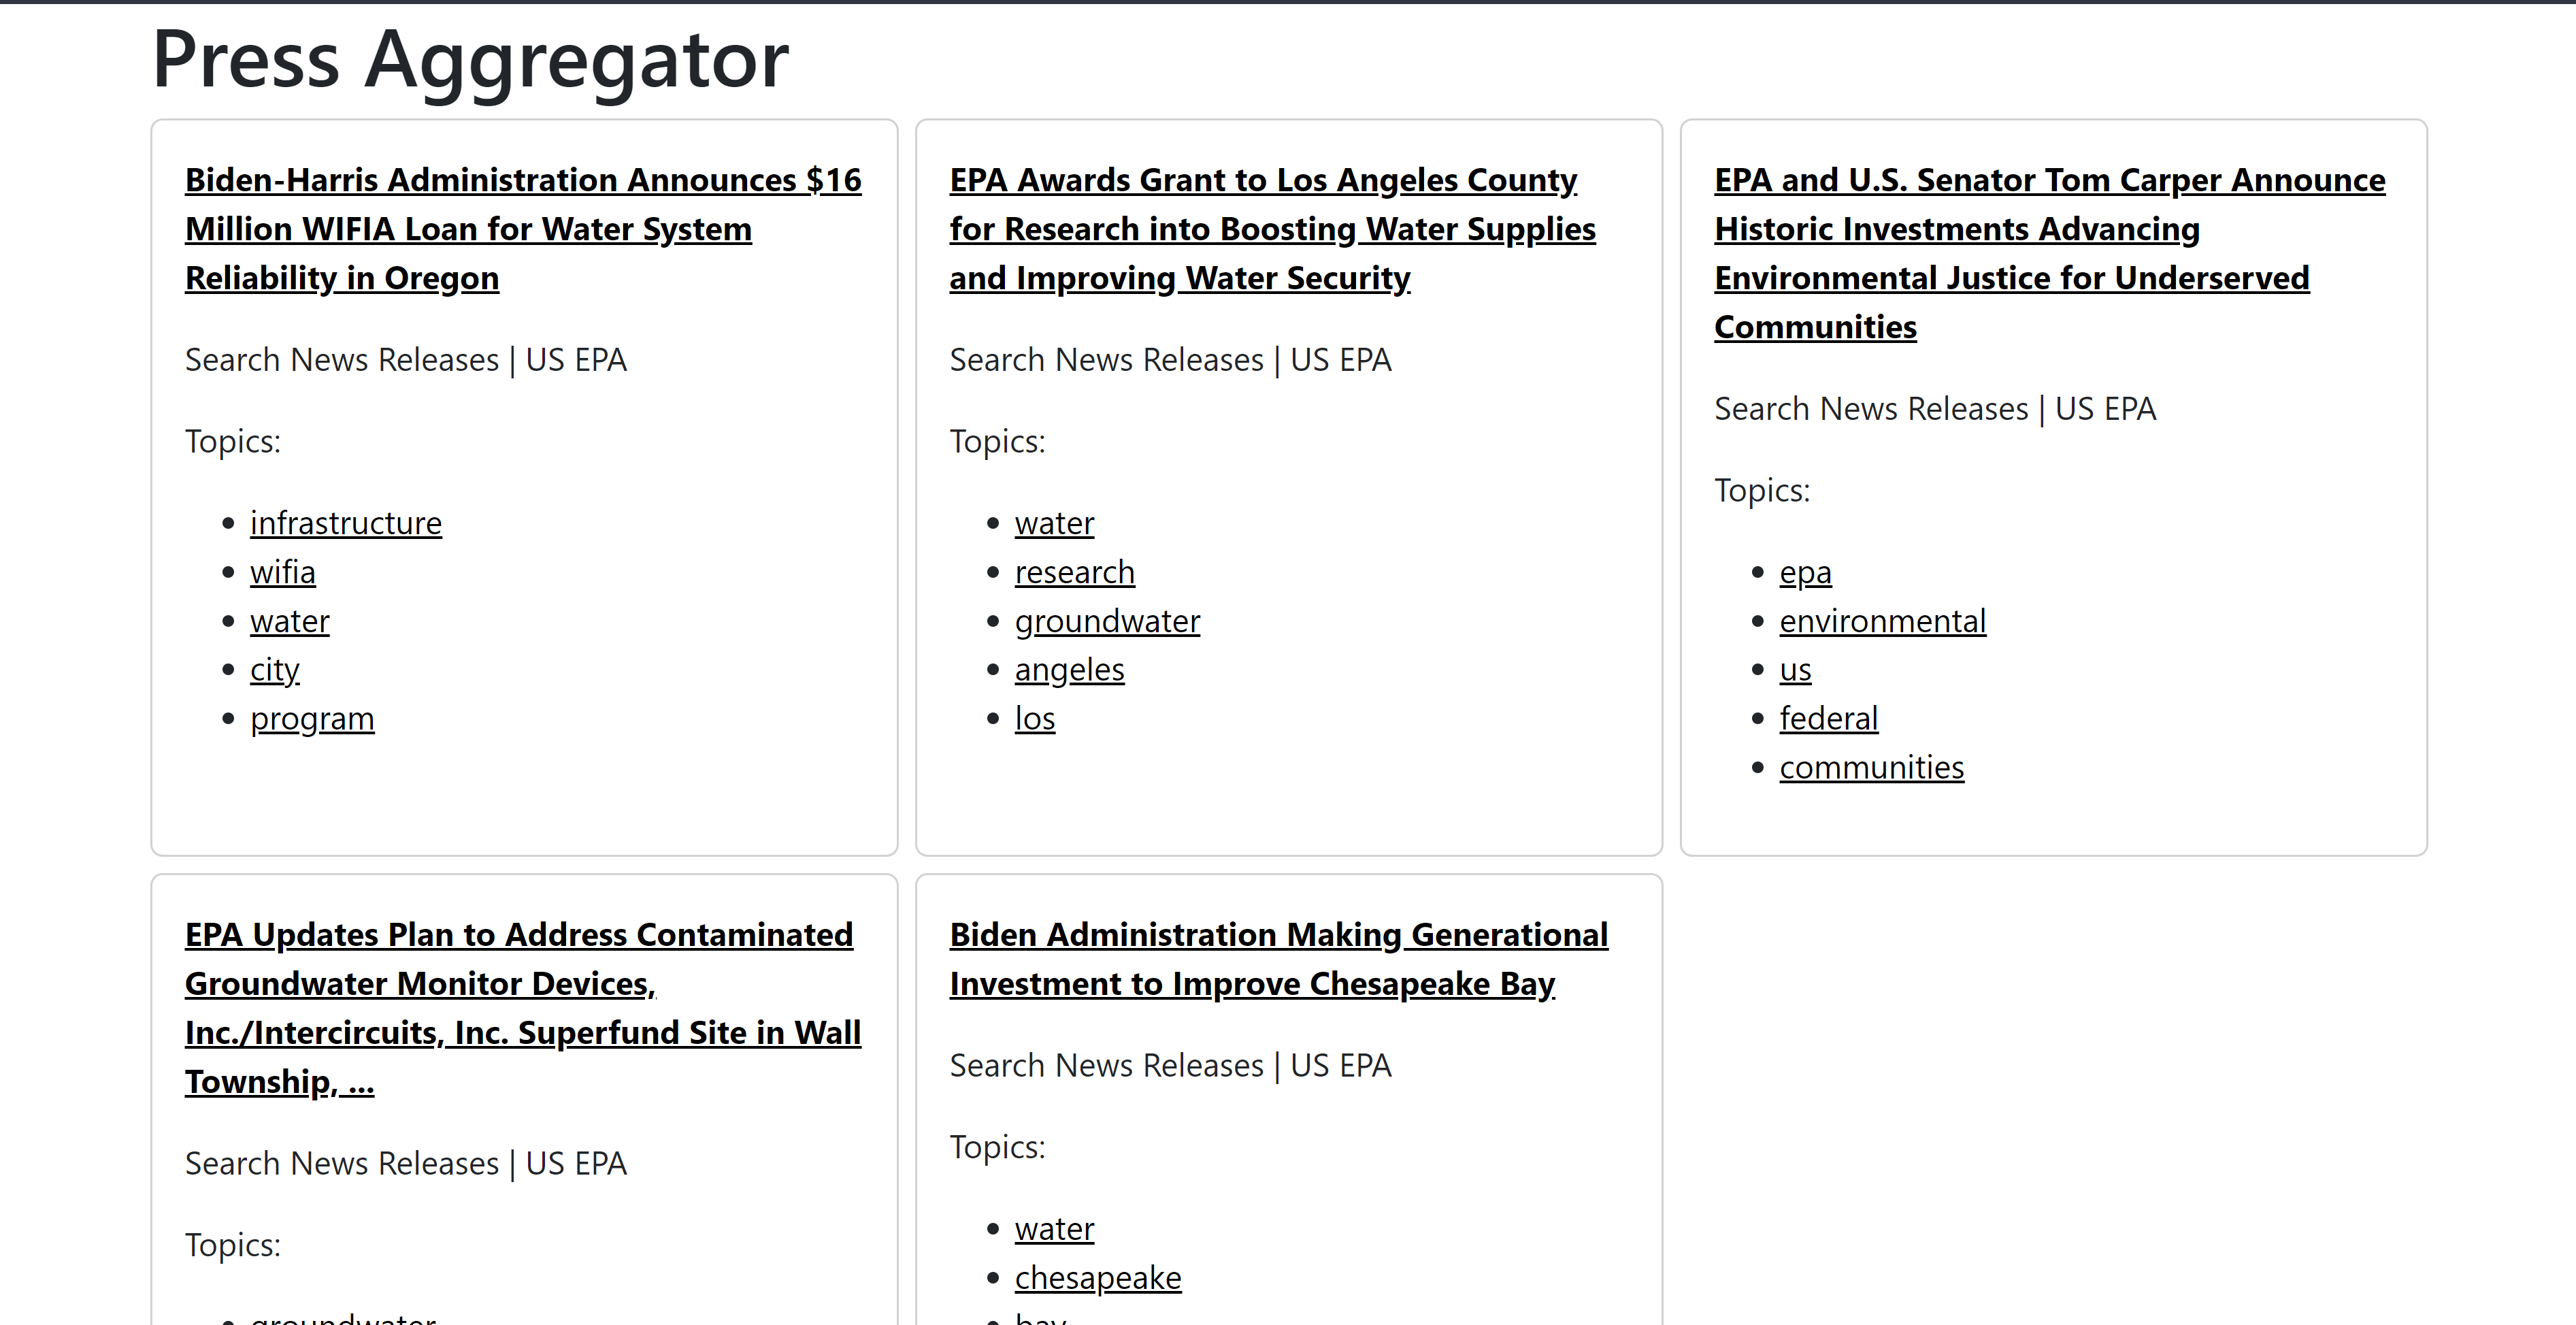 Press Aggregator
Biden-Harris Administration Announces $16
Million WIFIA Loan for Water System
Reliability in Oregon
Search News Releases | US EPA
Topics:
infrastructure
wifia
water
city
program
EPA Awards Grant to Los Angeles County
for Research into Boosting Water Supplies
and Improving Water Security
Search News Releases | US EPA
Topics:
water
research
groundwater
angeles
los
EPA and U.S. Senator Tom Carper Announce
Historic Investments Advancing
Environmental Justice for Underserved
Communities
Search News Releases | US EPA
Topics:
epa
environmental
us
federal
communities
EPA Updates Plan to Address Contaminated
Groundwater Monitor Devices,
Inc./Intercircuits, Inc. Superfund Site in Wall
Township, ...
Search News Releases | US EPA
Topics:
groundwater
Biden Administration Making Generational
Investment to Improve Chesapeake Bay
Search News Releases | US EPA
Topics:
water
chesapeake
bay